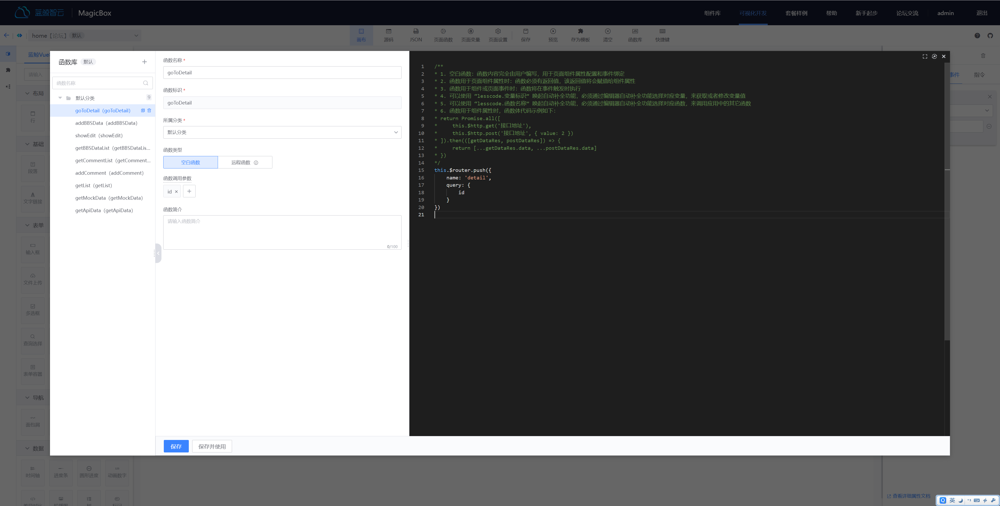 蓝鲸智云 MagicBox 组件库 可视化开发 套餐样例 帮助 新手起步 论坛交流 admin 退出
home【论坛】 默认
画布 源码 JSON 页面函数 页面变量 页面设置 保存 预览 存为模板 清空 函数库 快捷键
蓝鲸Vue
请输入
布局
行
基础
段落
文字链接
表单
输入框
文件上传
多选框
查询选择
表单容器
导航
面包屑
数据
时间轴 进度条 圆形进度 动画数字
函数库 默认
函数名称
默认分类 9
goToDetail（goToDetail）
addBBSData（addBBSData）
showEdit（showEdit）
getBBSDataList（getBBSDataLis...
getCommentList（getComment...
addComment（addComment）
getList（getList）
getMockData（getMockData）
getApiData（getApiData）
函数名称 *
goToDetail
函数标识 *
goToDetail
所属分类 *
默认分类
函数类型
空白函数 远程函数
函数调用参数
id ×
函数简介
请输入函数简介
0/100
保存 保存并使用
1 /**
2 * 1. 空白函数：函数内容完全由用户编写，用于页面组件属性配置和事件绑定
3 * 2. 函数用于页面组件属性时：函数必须有返回值，该返回值将会赋值给组件属性
4 * 3. 函数用于组件或页面事件时：函数将在事件触发时执行
5 * 4. 可以使用 “lesscode.变量标识” 唤起自动补全功能，必须通过编辑器自动补全功能选择对应变量，来获取或者修改变量值
6 * 5. 可以使用 “lesscode.函数名称” 唤起自动补全功能，必须通过编辑器自动补全功能选择对应函数，来调用应用中的其它函数
7 * 6. 函数用于组件属性时，函数体代码示例如下：
8 * return Promise.all([
9 *     this.$http.get('接口地址'),
10 *     this.$http.post('接口地址', { value: 2 })
11 * ]).then(([getDataRes, postDataRes]) => {
12 *     return [...getDataRes.data, ...postDataRes.data]
13 * })
14 */
15 this.$router.push({
16     name: 'detail',
17     query: {
18         id
19     }
20 })
21
事件 指令
查看详细属性文档
英